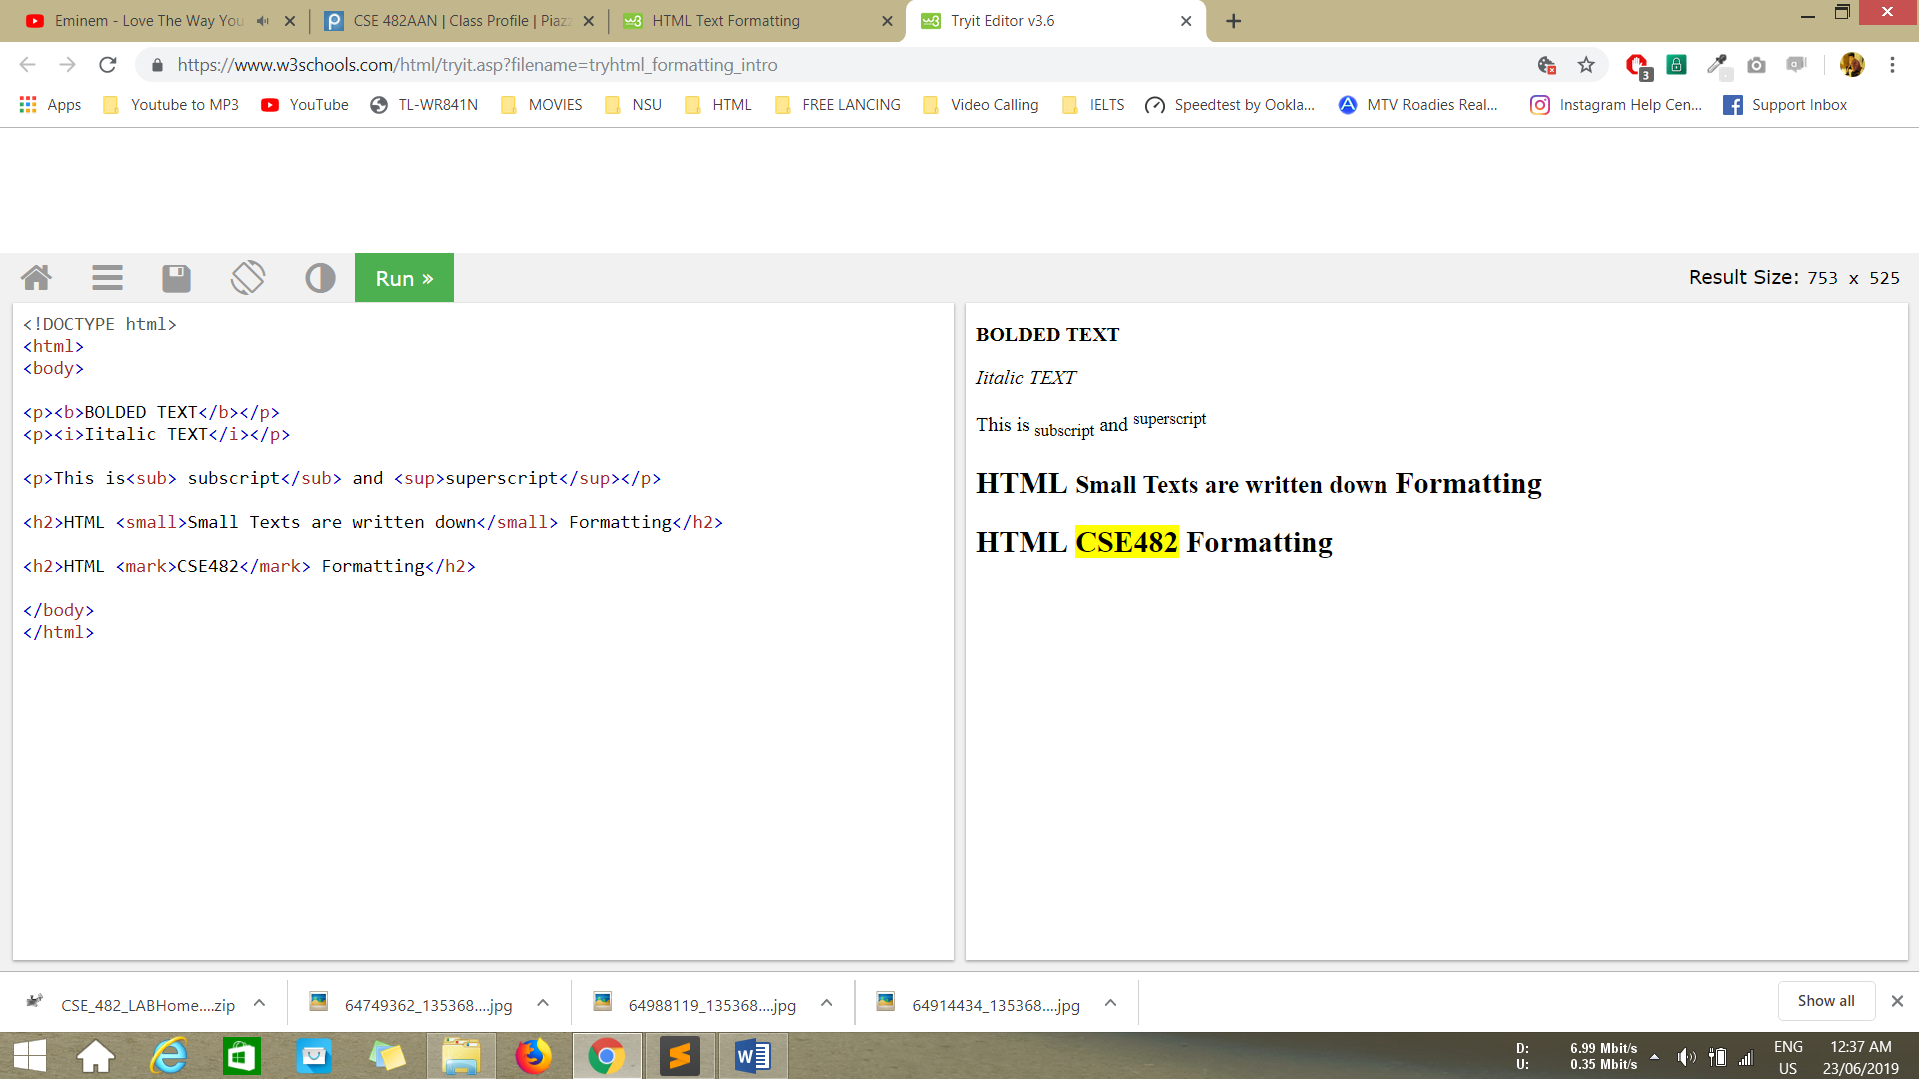 Eminem - Love The Way You
CSE 482AAN | Class Profile | Piazz
HTML Text Formatting
Tryit Editor v3.6
https://www.w3schools.com/html/tryit.asp?filename=tryhtml_formatting_intro
3
Apps
Youtube to MP3
YouTube
TL-WR841N
MOVIES
NSU
HTML
FREE LANCING
Video Calling
IELTS
Speedtest by Ookla...
MTV Roadies Real...
Instagram Help Cen...
Support Inbox
Run »
Result Size: 753 x 525
<!DOCTYPE html>
<html>
<body>
<p><b>BOLDED TEXT</b></p>
<p><i>Iitalic TEXT</i></p>
<p>This is<sub> subscript</sub> and <sup>superscript</sup></p>
<h2>HTML <small>Small Texts are written down</small> Formatting</h2>
<h2>HTML <mark>CSE482</mark> Formatting</h2>
</body>
</html>
BOLDED TEXT
Iitalic TEXT
This is subscript and superscript
HTML Small Texts are written down Formatting
HTML CSE482 Formatting
CSE_482_LABHome....zip
64749362_135368....jpg
64988119_135368....jpg
64914434_135368....jpg
Show all
D: 6.99 Mbit/s
U: 0.35 Mbit/s
ENG
US
12:37 AM
23/06/2019